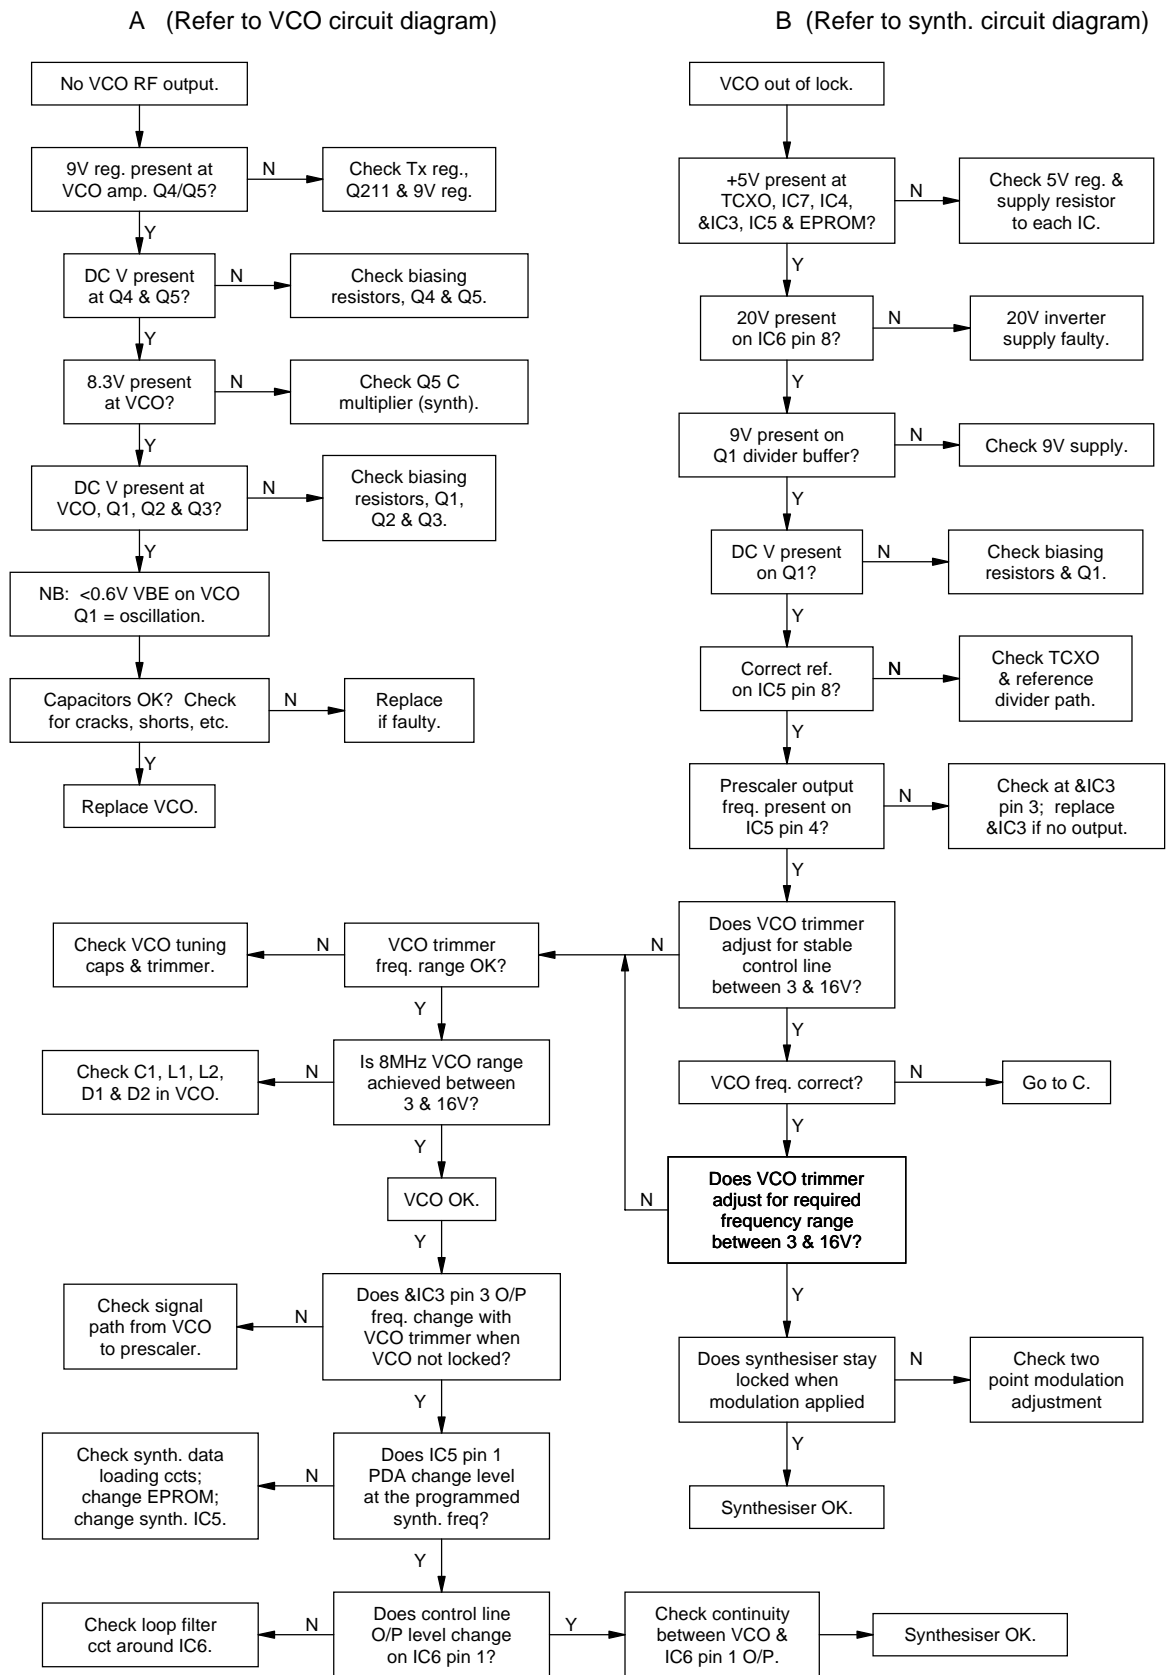 A (Refer to VCO circuit diagram)
No VCO RF output.
9V reg. present at
VCO amp. Q4/Q5?
N
Check Tx reg.,
Q211 & 9V reg.
Y
DC V present
at Q4 & Q5?
N
Check biasing
resistors, Q4 & Q5.
Y
8.3V present
at VCO?
N
Check Q5 C
multiplier (synth).
Y
DC V present at
VCO, Q1, Q2 & Q3?
N
Check biasing
resistors, Q1,
Q2 & Q3.
Y
NB: <0.6V VBE on VCO
Q1 = oscillation.
Capacitors OK? Check
for cracks, shorts, etc.
N
Replace
if faulty.
Y
Replace VCO.
B (Refer to synth. circuit diagram)
VCO out of lock.
+5V present at
TCXO, IC7, IC4,
&IC3, IC5 & EPROM?
N
Check 5V reg. &
supply resistor
to each IC.
Y
20V present
on IC6 pin 8?
N
20V inverter
supply faulty.
Y
9V present on
Q1 divider buffer?
N
Check 9V supply.
Y
DC V present
on Q1?
N
Check biasing
resistors & Q1.
Y
Correct ref.
on IC5 pin 8?
N
Check TCXO
& reference
divider path.
Y
Prescaler output
freq. present on
IC5 pin 4?
N
Check at &IC3
pin 3; replace
&IC3 if no output.
Y
Does VCO trimmer
adjust for stable
control line
between 3 & 16V?
N
Y
VCO freq. correct?
N
Go to C.
Y
Does VCO trimmer
adjust for required
frequency range
between 3 & 16V?
N
Y
Does synthesiser stay
locked when
modulation applied
N
Check two
point modulation
adjustment
Y
Synthesiser OK.
VCO trimmer
freq. range OK?
N
Check VCO tuning
caps & trimmer.
Y
Is 8MHz VCO range
achieved between
3 & 16V?
N
Check C1, L1, L2,
D1 & D2 in VCO.
Y
VCO OK.
Y
Does &IC3 pin 3 O/P
freq. change with
VCO trimmer when
VCO not locked?
N
Check signal
path from VCO
to prescaler.
Y
Does IC5 pin 1
PDA change level
at the programmed
synth. freq?
N
Check synth. data
loading ccts;
change EPROM;
change synth. IC5.
Y
Does control line
O/P level change
on IC6 pin 1?
N
Check loop filter
cct around IC6.
Y
Check continuity
between VCO &
IC6 pin 1 O/P.
Synthesiser OK.